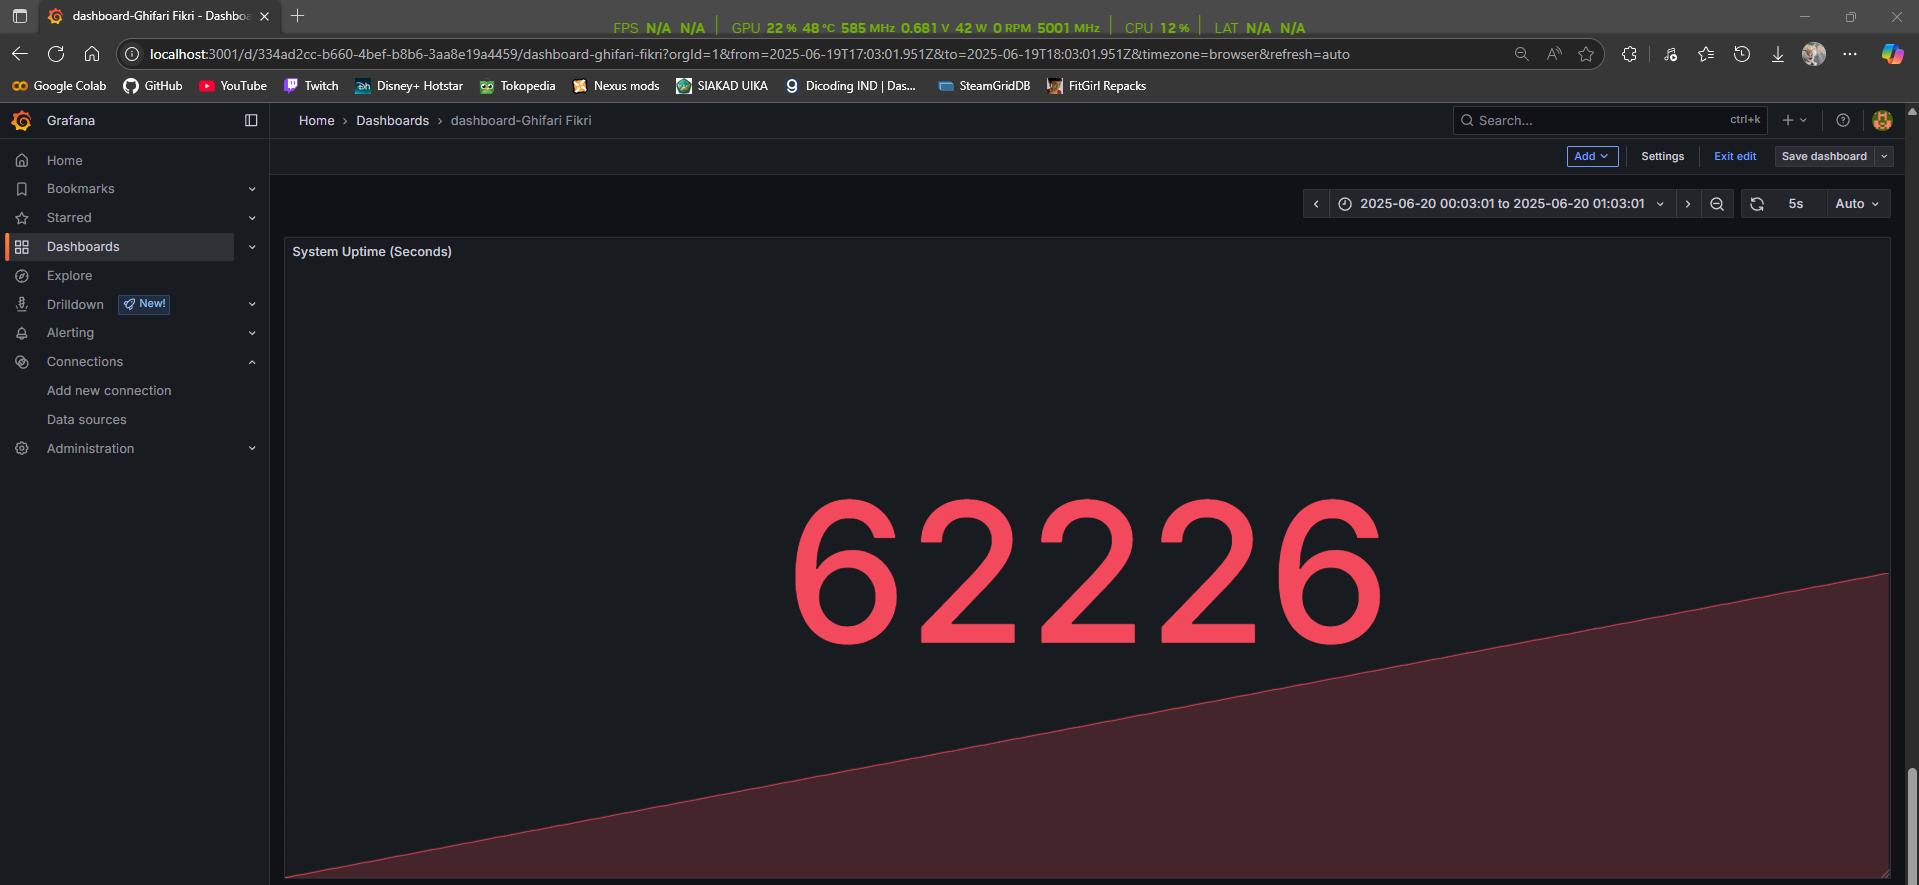 dashboard-Ghifari Fikri - Dashbo
FPS N/A N/A GPU 22 % 48 °C 585 MHz 0.681 V 42 W 0 RPM 5001 MHz CPU 12 % LAT N/A N/A
localhost:3001/d/334ad2cc-b660-4bef-b8b6-3aa8e19a4459/dashboard-ghifari-fikri?orgId=1&from=2025-06-19T17:03:01.951Z&to=2025-06-19T18:03:01.951Z&timezone=browser&refresh=auto
Google Colab GitHub YouTube Twitch Disney+ Hotstar Tokopedia Nexus mods SIAKAD UIKA Dicoding IND | Das... SteamGridDB FitGirl Repacks
Grafana
Home › Dashboards › dashboard-Ghifari Fikri
Search... ctrl+k
Add Settings Exit edit Save dashboard
Home
Bookmarks
Starred
Dashboards
Explore
Drilldown New!
Alerting
Connections
Add new connection
Data sources
Administration
2025-06-20 00:03:01 to 2025-06-20 01:03:01 5s Auto
System Uptime (Seconds)
62226